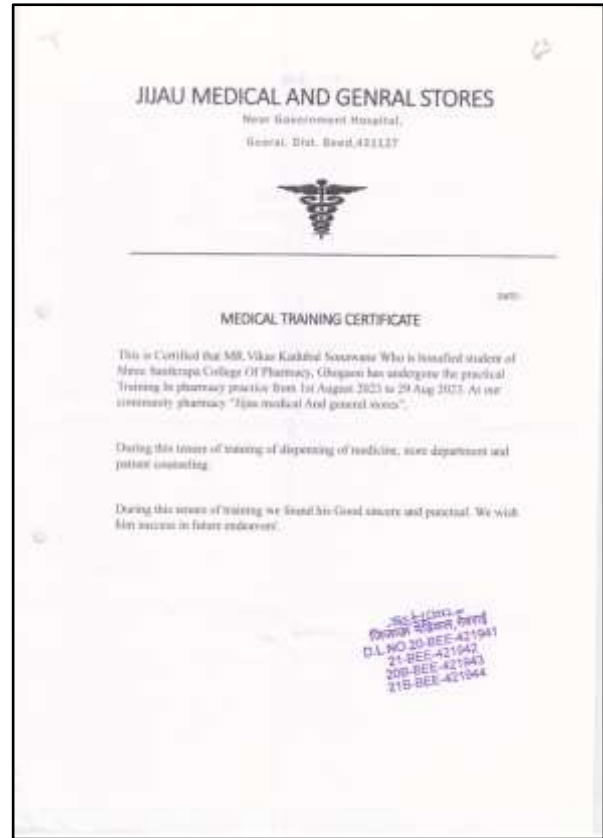 JIJAU MEDICAL AND GENRAL STORES
Near Government Hospital,
Georai. Dist. Beed,431127
DATE-
MEDICAL TRAINING CERTIFICATE
This is Certified that MR. Vikas Kadubal Sonawane Who is bonafied student of
Shree Sanikrupa College Of Pharmacy, Ghogaon has undergone the practical
Training In pharmacy practice from 1st August 2023 to 29 Aug 2023. At our
community pharmacy "Jijau medical And general stores".
During this tenure of training of dispensing of medicine, store department and
patient counseling.
During this tenure of training we found his Good sincere and punctual. We wish
him success in future endeavors'.
जिजाऊ मेडिकल, गेवराई
D.L.NO.20-BEE-421941
21-BEE-421942
20B-BEE-421943
21B-BEE-421944